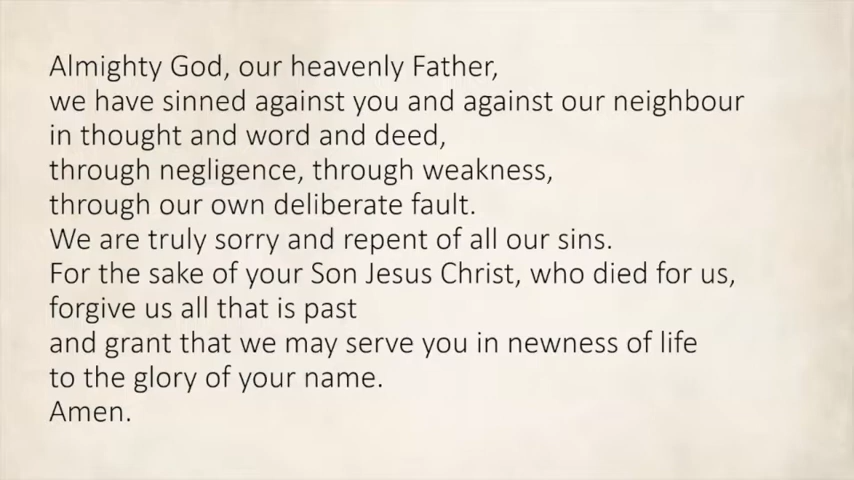 Almighty God, our heavenly Father,
we have sinned against you and against our neighbour
in thought and word and deed,
through negligence, through weakness,
through our own deliberate fault.
We are truly sorry and repent of all our sins.
For the sake of your Son Jesus Christ, who died for us,
forgive us all that is past
and grant that we may serve you in newness of life
to the glory of your name.
Amen.